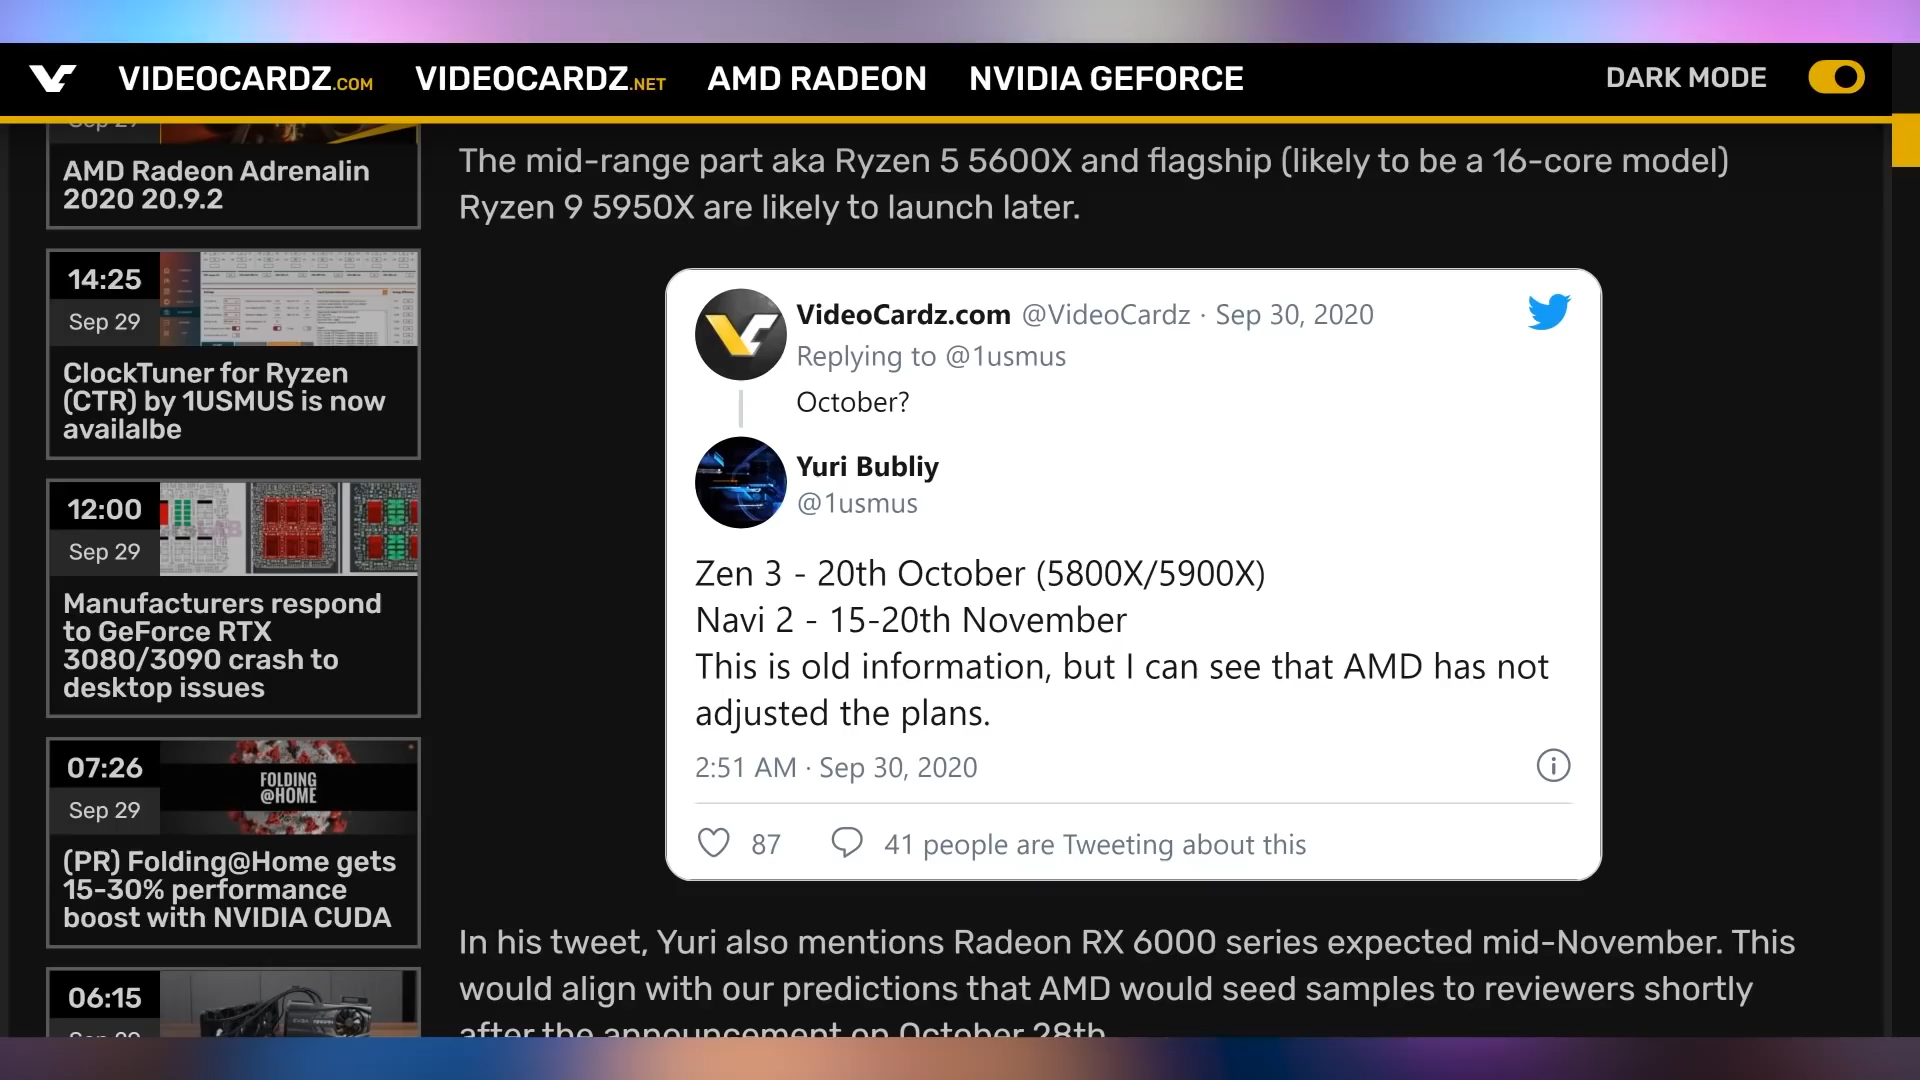 VIDEOCARDZ.COM VIDEOCARDZ.NET AMD RADEON NVIDIA GEFORCE DARK MODE
AMD Radeon Adrenalin
2020 20.9.2
14:25
Sep 29
ClockTuner for Ryzen
(CTR) by 1USMUS is now
availalbe
12:00
Sep 29
Manufacturers respond
to GeForce RTX
3080/3090 crash to
desktop issues
07:26
Sep 29
FOLDING
@HOME
(PR) Folding@Home gets
15-30% performance
boost with NVIDIA CUDA
06:15
The mid-range part aka Ryzen 5 5600X and flagship (likely to be a 16-core model)
Ryzen 9 5950X are likely to launch later.
VideoCardz.com @VideoCardz · Sep 30, 2020
Replying to @1usmus
October?
Yuri Bubliy
@1usmus
Zen 3 - 20th October (5800X/5900X)
Navi 2 - 15-20th November
This is old information, but I can see that AMD has not
adjusted the plans.
2:51 AM · Sep 30, 2020
87 41 people are Tweeting about this
In his tweet, Yuri also mentions Radeon RX 6000 series expected mid-November. This
would align with our predictions that AMD would seed samples to reviewers shortly
after the announcement on October 28th.